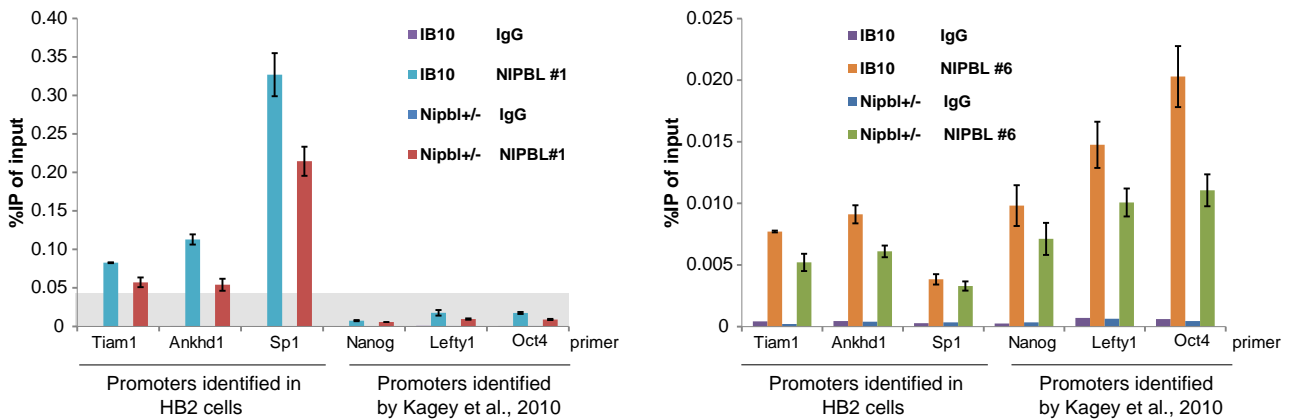 %IP of input
0.40
0.35
0.30
0.20
0.10
0.05
0
IB10 IgG
IB10 NIPBL #1
Nipbl+/- IgG
Nipbl+/- NIPBL#1
Tiam1 Ankhd1 Sp1 Nanog Lefty1 Oct4 primer
Promoters identified in
HB2 cells
Promoters identified
by Kagey et al., 2010
%IP of input
0.025
0.020
0.015
0.010
0.005
0
IB10 IgG
IB10 NIPBL #6
Nipbl+/- IgG
Nipbl+/- NIPBL #6
Tiam1 Ankhd1 Sp1 Nanog Lefty1 Oct4 primer
Promoters identified in
HB2 cells
Promoters identified
by Kagey et al., 2010